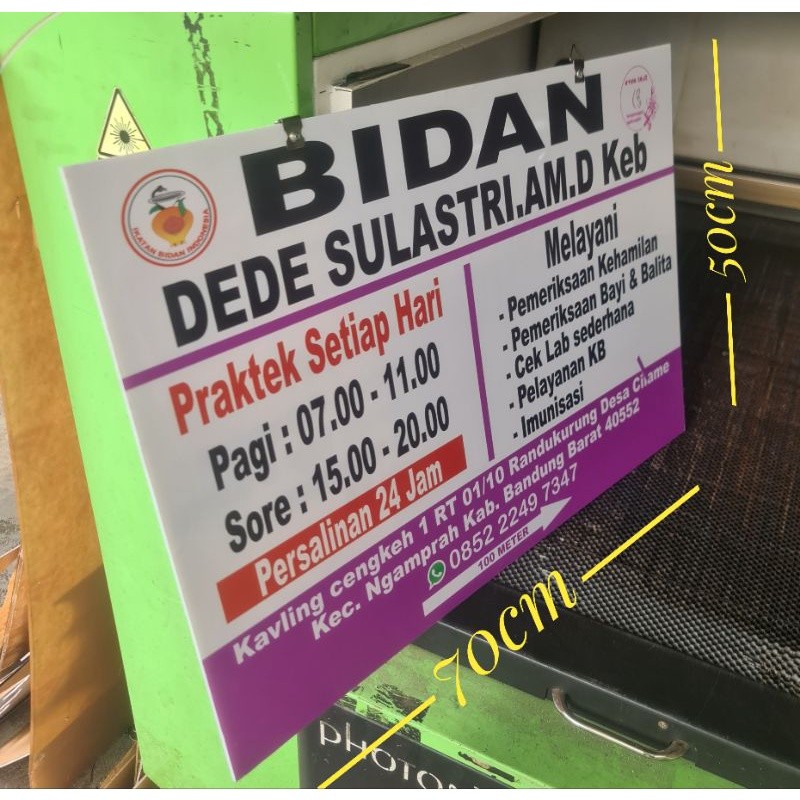 BIDAN
DEDE SULASTRI.AM.D Keb
IKATAN BIDAN INDONESIA
Praktek Setiap Hari
Pagi : 07.00 - 11.00
Sore : 15.00 - 20.00
Persalinan 24 Jam
Melayani
- Pemeriksaan Kehamilan
- Pemeriksaan Bayi & Balita
- Cek Lab sederhana
- Pelayanan KB
- Imunisasi
Kavling cengkeh 1 RT 01/10 Randukurung Desa Cilame
Kec. Ngamprah Kab. Bandung Barat 40552
0852 2249 7347
100 METER
50cm
70cm